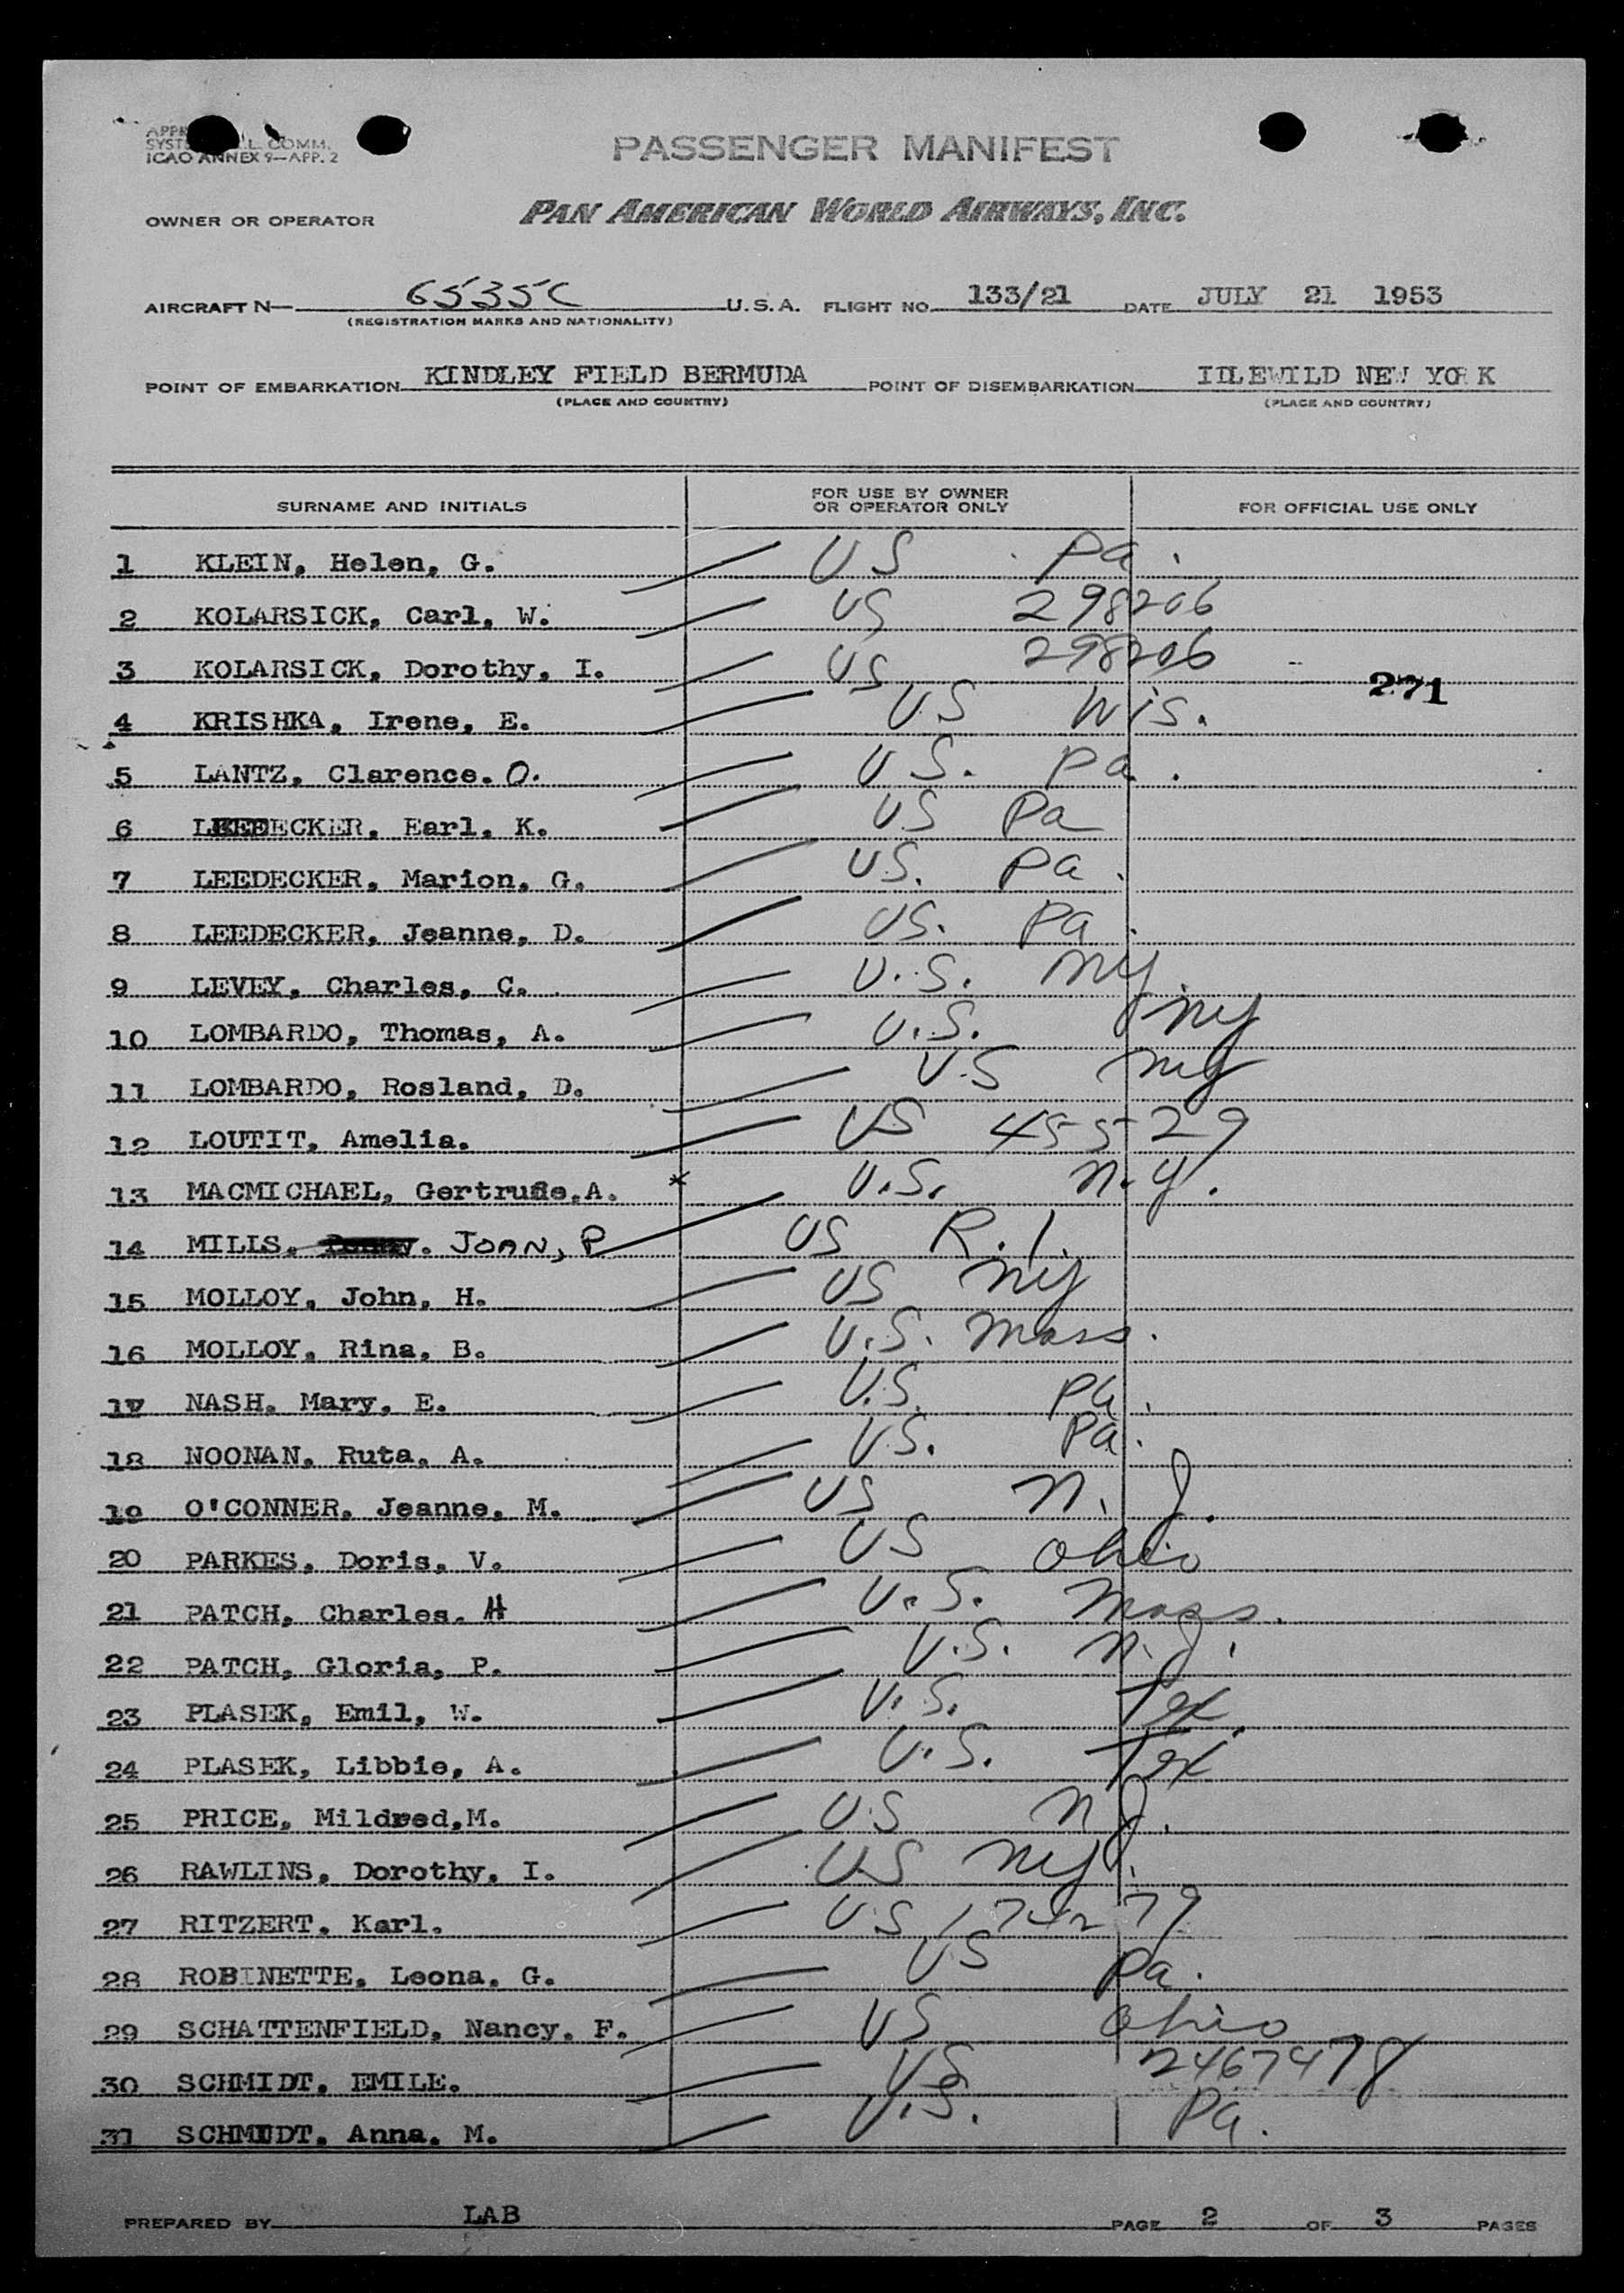 ICAO ANNEX 9—APP. 2
PASSENGER MANIFEST
OWNER OR OPERATOR PAN AMERICAN WORLD AIRWAYS, INC.
AIRCRAFT N— 6535C U.S.A. FLIGHT NO. 133/21 DATE JULY 21 1953
(REGISTRATION MARKS AND NATIONALITY)
POINT OF EMBARKATION KINDLEY FIELD BERMUDA POINT OF DISEMBARKATION IDLEWILD NEW YORK
(PLACE AND COUNTRY) (PLACE AND COUNTRY)
SURNAME AND INITIALS FOR USE BY OWNER OR OPERATOR ONLY FOR OFFICIAL USE ONLY
1 KLEIN, Helen, G. US Pa.
2 KOLARSICK, Carl, W. US 298206
3 KOLARSICK, Dorothy, I. US 298206
271
4 KRISHKA, Irene, E. US Wis.
5 LANTZ, Clarence. O. U.S. Pa.
6 LEEDECKER, Earl, K. US Pa
7 LEEDECKER, Marion, G. US. Pa.
8 LEEDECKER, Jeanne, D. US. Pa.
9 LEVEY, Charles, C. U.S. NY.
10 LOMBARDO, Thomas, A. U.S. NY
11 LOMBARDO, Rosland, D. U.S NY
12 LOUTIT, Amelia. US 45529
13 MACMICHAEL, Gertrude.A. * U.S. N.Y.
14 MILLS. JOAN, P US R.I.
15 MOLLOY, John, H. US NY
16 MOLLOY, Rina, B. U.S. Mass.
17 NASH, Mary, E. U.S. Pa.
18 NOONAN, Ruta, A. U.S. Pa.
19 O'CONNER, Jeanne, M. US N.J.
20 PARKES, Doris, V. US Ohio
21 PATCH, Charles. H U.S. Mass.
22 PATCH, Gloria, P. U.S. N.J.
23 PLASEK, Emil, W. U.S. Tex.
24 PLASEK, Libbie, A. U.S. Tex
25 PRICE, Mildred,M. US NJ.
26 RAWLINS, Dorothy, I. US NY.
27 RITZERT, Karl. US 174279
28 ROBINETTE, Leona, G. US Pa.
29 SCHATTENFIELD, Nancy, F. US Ohio
30 SCHMIDT, EMILE. US 2467478
31 SCHMIDT, Anna, M. U.S. Pa.
PREPARED BY LAB PAGE 2 OF 3 PAGES